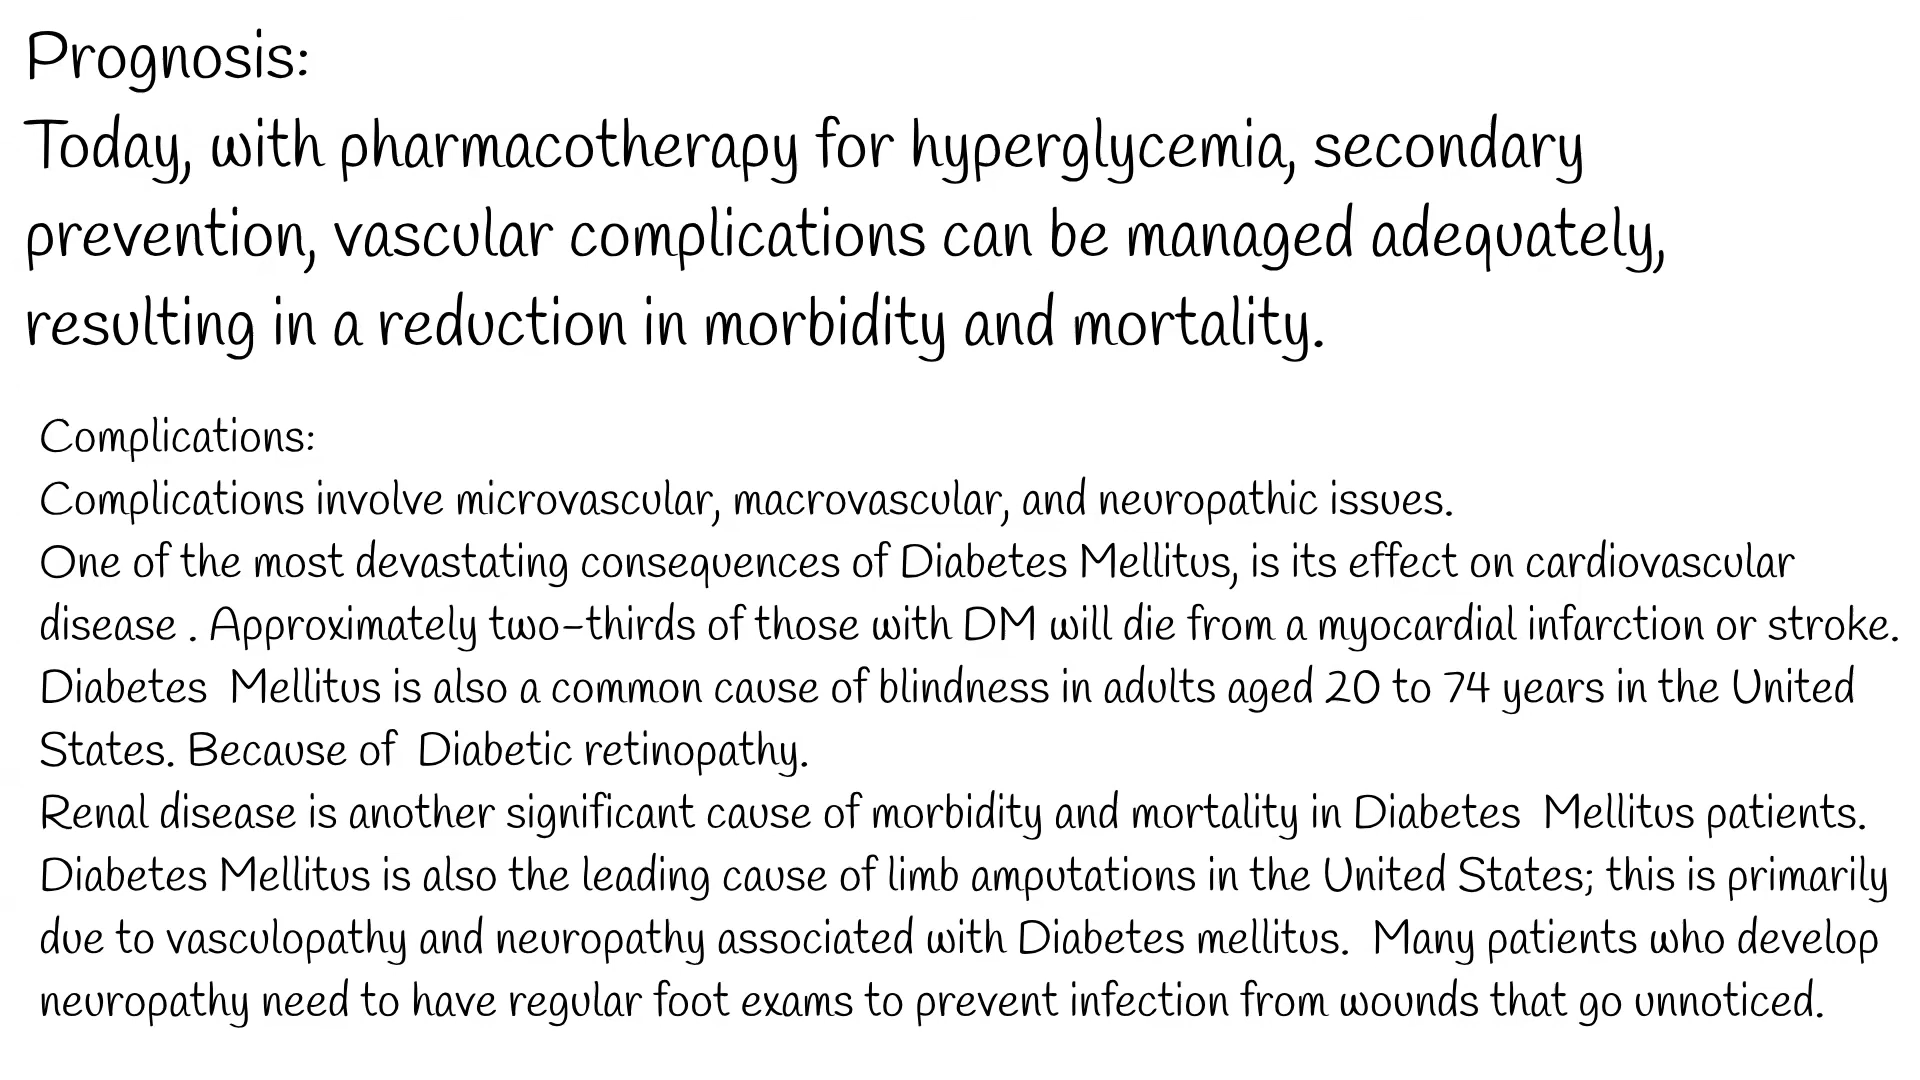 Prognosis:
Today, with pharmacotherapy for hyperglycemia, secondary
prevention, vascular complications can be managed adequately,
resulting in a reduction in morbidity and mortality.
Complications:
Complications involve microvascular, macrovascular, and neuropathic issues.
One of the most devastating consequences of Diabetes Mellitus, is its effect on cardiovascular
disease . Approximately two-thirds of those with DM will die from a myocardial infarction or stroke.
Diabetes  Mellitus is also a common cause of blindness in adults aged 20 to 74 years in the United
States. Because of  Diabetic retinopathy.
Renal disease is another significant cause of morbidity and mortality in Diabetes  Mellitus patients.
Diabetes Mellitus is also the leading cause of limb amputations in the United States; this is primarily
due to vasculopathy and neuropathy associated with Diabetes mellitus.  Many patients who develop
neuropathy need to have regular foot exams to prevent infection from wounds that go unnoticed.